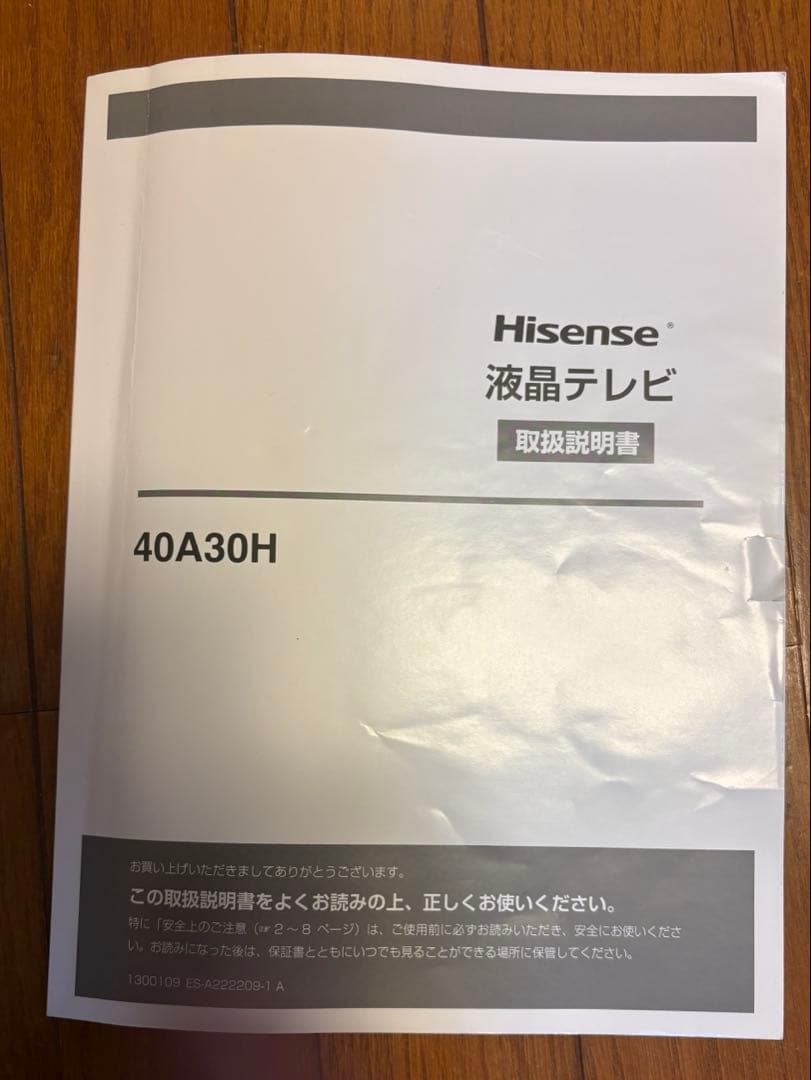 Hisense®
液晶テレビ
取扱説明書
40A30H
お買い上げいただきましてありがとうございます。
この取扱説明書をよくお読みの上、正しくお使いください。
特に「安全上のご注意（☞ 2～8 ページ）は、ご使用前に必ずお読みいただき、安全にお使いくださ
い。お読みになった後は、保証書とともにいつでも見ることができる場所に保管してください。
1300109 ES-A222209-1 A